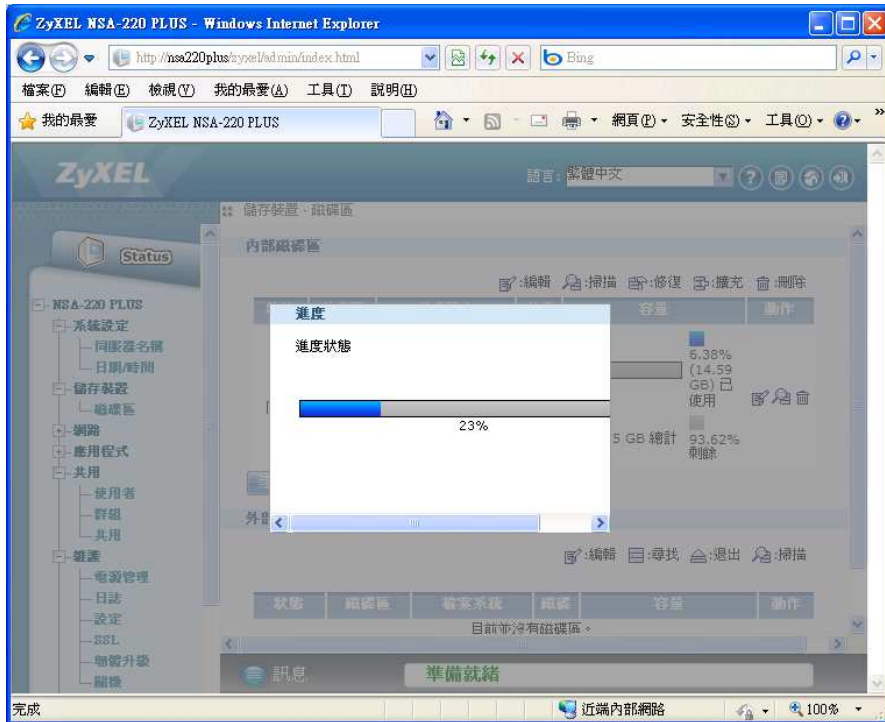 ZyXEL NSA-220 PLUS - Windows Internet Explorer
http://nsa220plus/zyxel/admin/index.html
Bing
檔案(F) 編輯(E) 檢視(V) 我的最愛(A) 工具(T) 說明(H)
我的最愛 ZyXEL NSA-220 PLUS 網頁(P) 安全性(S) 工具(O)
ZyXEL 語言: 繁體中文
儲存裝置 - 磁碟區
Status
內部磁碟區
:編輯 :掃描 :修復 :擴充 :刪除
容量 動作
NSA-220 PLUS
系統設定
伺服器名稱
日期/時間
儲存裝置
磁碟區
網路
應用程式
共用
使用者
群組
共用
維護
電源管理
日誌
設定
SSL
韌體升級
關機
進度
進度狀態
23%
6.38%
(14.59
GB) 已
使用
5 GB 總計 93.62%
剩餘
外部
:編輯 :尋找 :退出 :掃描
狀態 磁碟區 檔案系統 磁碟 容量 動作
目前並沒有磁碟區。
訊息 準備就緒
完成 近端內部網路 100%